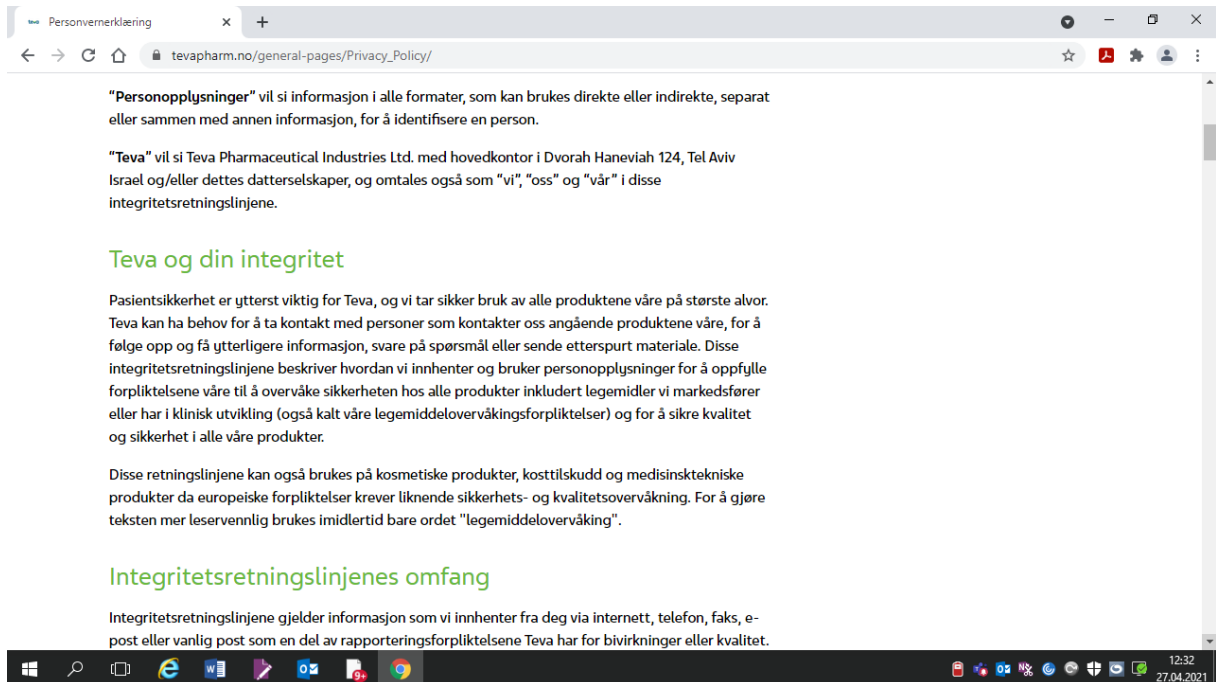 Personvernerklæring
tevapharm.no/general-pages/Privacy_Policy/
“Personopplysninger” vil si informasjon i alle formater, som kan brukes direkte eller indirekte, separat
eller sammen med annen informasjon, for å identifisere en person.
“Teva” vil si Teva Pharmaceutical Industries Ltd. med hovedkontor i Dvorah Haneviah 124, Tel Aviv
Israel og/eller dettes datterselskaper, og omtales også som “vi”, “oss” og “vår” i disse
integritetsretningslinjene.
Teva og din integritet
Pasientsikkerhet er ytterst viktig for Teva, og vi tar sikker bruk av alle produktene våre på største alvor.
Teva kan ha behov for å ta kontakt med personer som kontakter oss angående produktene våre, for å
følge opp og få ytterligere informasjon, svare på spørsmål eller sende etterspurt materiale. Disse
integritetsretningslinjene beskriver hvordan vi innhenter og bruker personopplysninger for å oppfylle
forpliktelsene våre til å overvåke sikkerheten hos alle produkter inkludert legemidler vi markedsfører
eller har i klinisk utvikling (også kalt våre legemiddelovervåkingsforpliktelser) og for å sikre kvalitet
og sikkerhet i alle våre produkter.
Disse retningslinjene kan også brukes på kosmetiske produkter, kosttilskudd og medisinsktekniske
produkter da europeiske forpliktelser krever liknende sikkerhets- og kvalitetsovervåkning. For å gjøre
teksten mer leservennlig brukes imidlertid bare ordet "legemiddelovervåking".
Integritetsretningslinjenes omfang
Integritetsretningslinjene gjelder informasjon som vi innhenter fra deg via internett, telefon, faks, e-
post eller vanlig post som en del av rapporteringsforpliktelsene Teva har for bivirkninger eller kvalitet.
9+
12:32
27.04.2021